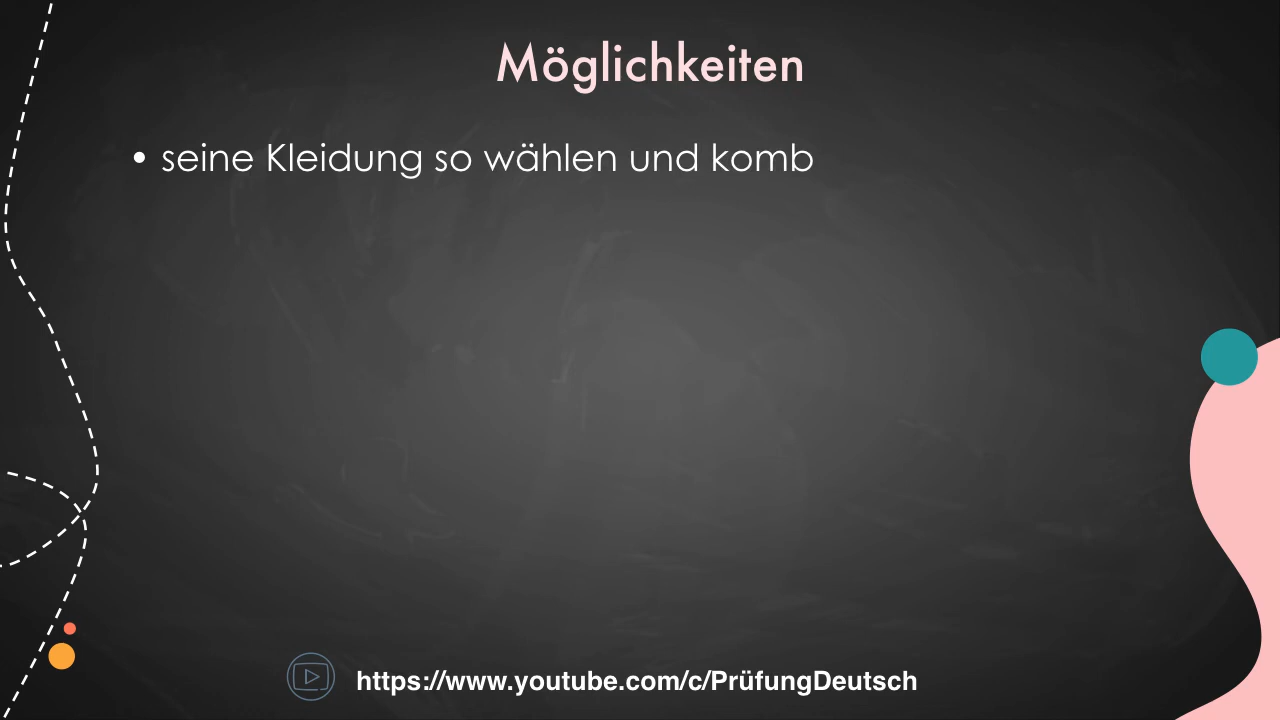 Möglichkeiten
• seine Kleidung so wählen und komb
https://www.youtube.com/c/PrüfungDeutsch